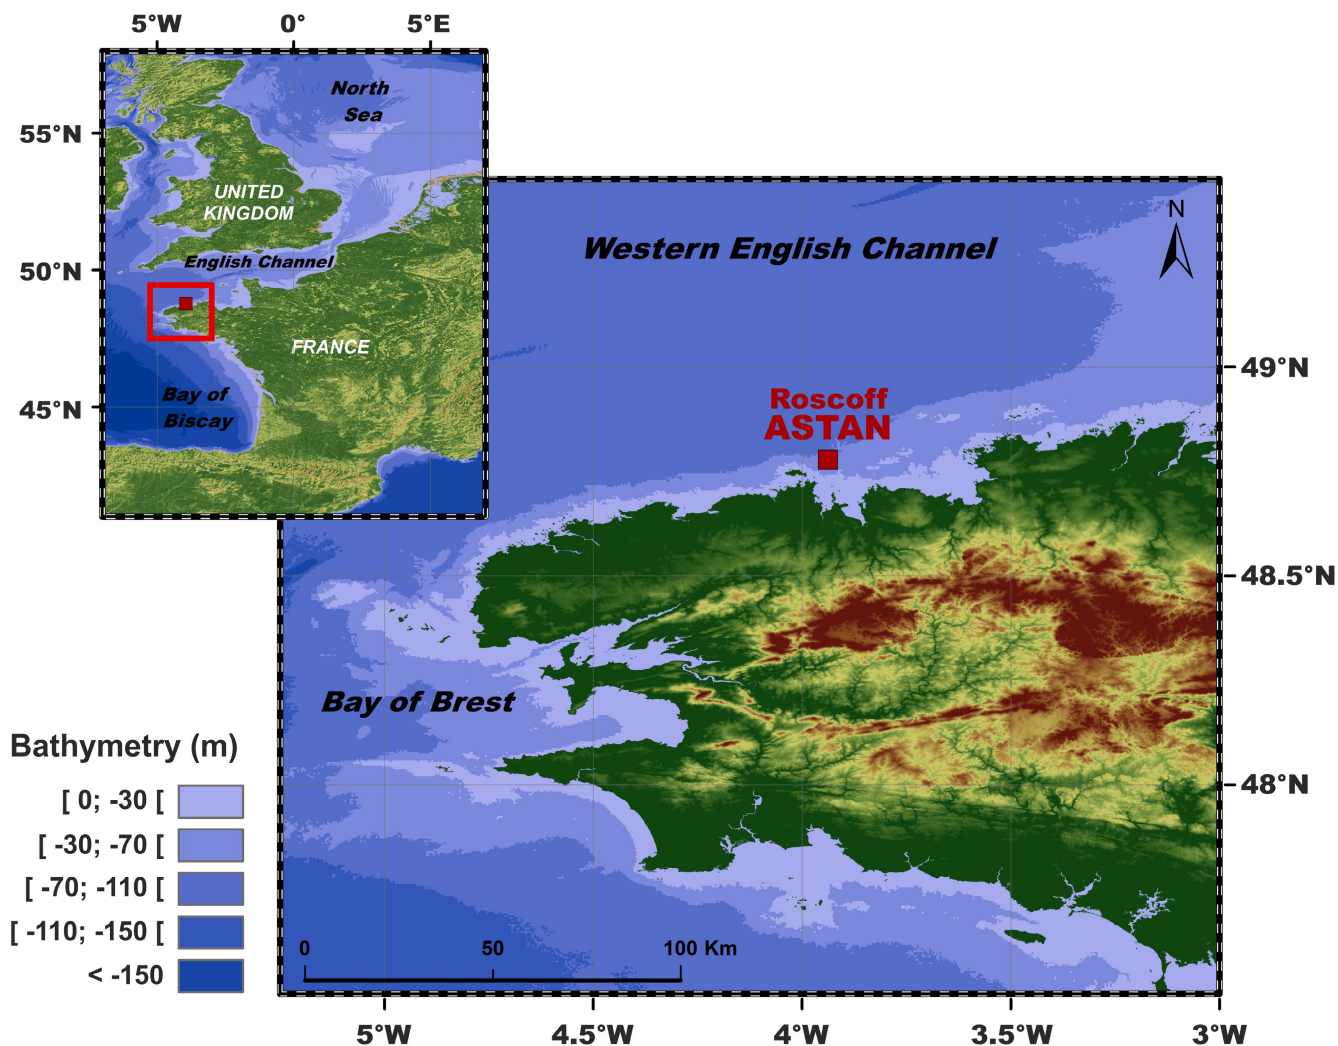 5°W 0° 5°E
North
Sea
55°N
UNITED
KINGDOM
Western English Channel
N
English Channel
50°N
FRANCE
49°N
Bay of
Biscay
45°N
Roscoff
ASTAN
48.5°N
Bay of Brest
Bathymetry (m)
48°N
[ 0; -30 [
[ -30; -70 [
[ -70; -110 [
[ -110; -150 [
< -150
0 50 100 Km
5°W 4.5°W 4°W 3.5°W 3°W